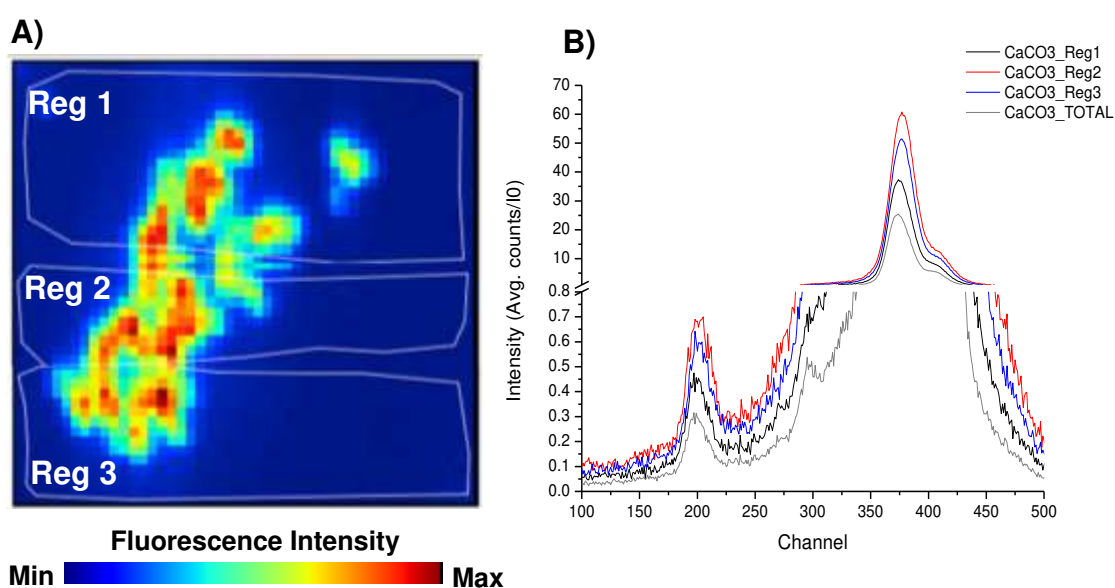 A)
Reg 1
Reg 2
Reg 3
Fluorescence Intensity
Min Max
B)
CaCO3_Reg1
CaCO3_Reg2
CaCO3_Reg3
CaCO3_TOTAL
Intensity (Avg. counts/I0)
70
60
50
40
30
20
10
0.8
0.7
0.6
0.5
0.4
0.3
0.2
0.1
0.0
100 150 200 250 300 350 400 450 500
Channel